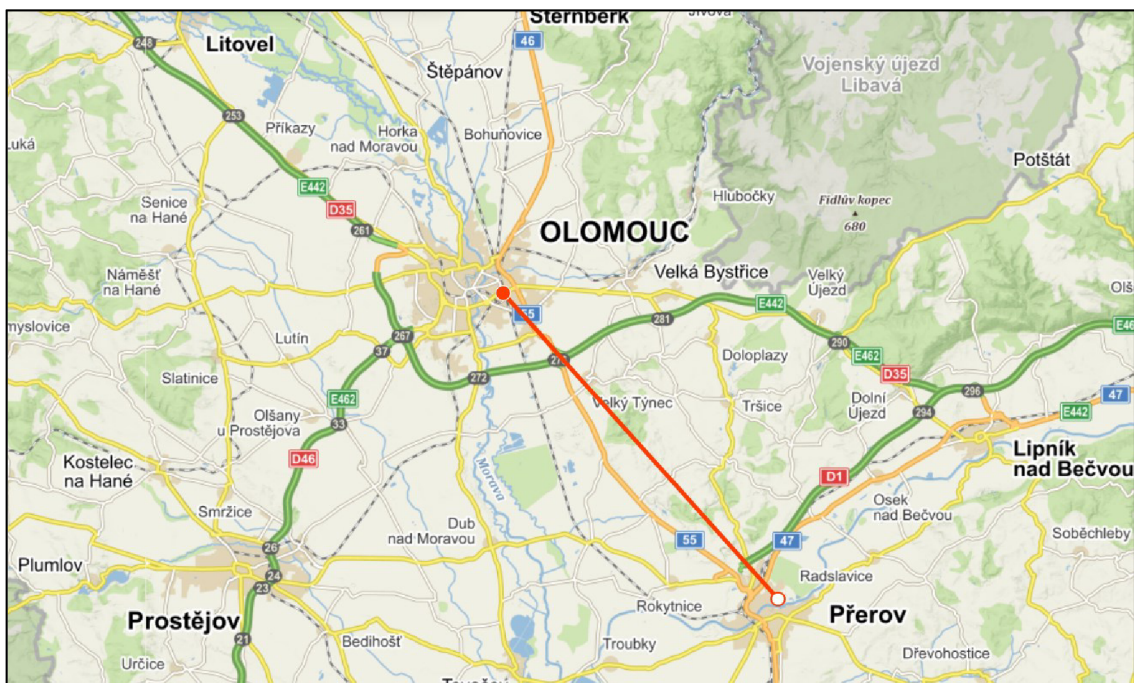 Šternberk
Jívová
Litovel
248
46
Štěpánov
Vojenský újezd
Libavá
253
Příkazy
Horka
nad Moravou
Bohuňovice
Potštát
E442
D35
Hlubočky
Fidlův kopec
680
Senice
na Hané
261
OLOMOUC
Náměšť
na Hané
Velká Bystřice
Velký
Újezd
E442
55
281
Lutín
267
37
290
Doloplazy
E462
D35
Slatinice
272
E462
Velký Týnec
Tršice
Dolní
Újezd
296
47
E442
Olšany
u Prostějova
33
294
Lipník
nad Bečvou
Kostelec
na Hané
D46
Morava
D1
Osek
nad Bečvou
Smržice
Dub
nad Moravou
55
47
Soběchleby
26
Plumlov
24
23
Radslavice
Rokytnice
Přerov
Prostějov
21
Bedihošť
Troubky
Dřevohostice
Určice